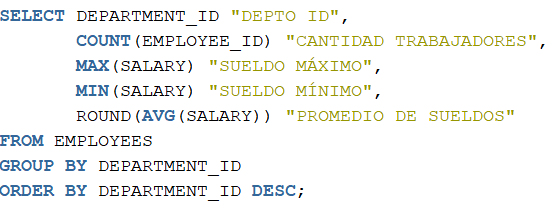 SELECT DEPARTMENT_ID "DEPTO ID",
COUNT(EMPLOYEE_ID) "CANTIDAD TRABAJADORES",
MAX(SALARY) "SUELDO MÁXIMO",
MIN(SALARY) "SUELDO MÍNIMO",
ROUND(AVG(SALARY)) "PROMEDIO DE SUELDOS"
FROM EMPLOYEES
GROUP BY DEPARTMENT_ID
ORDER BY DEPARTMENT_ID DESC;